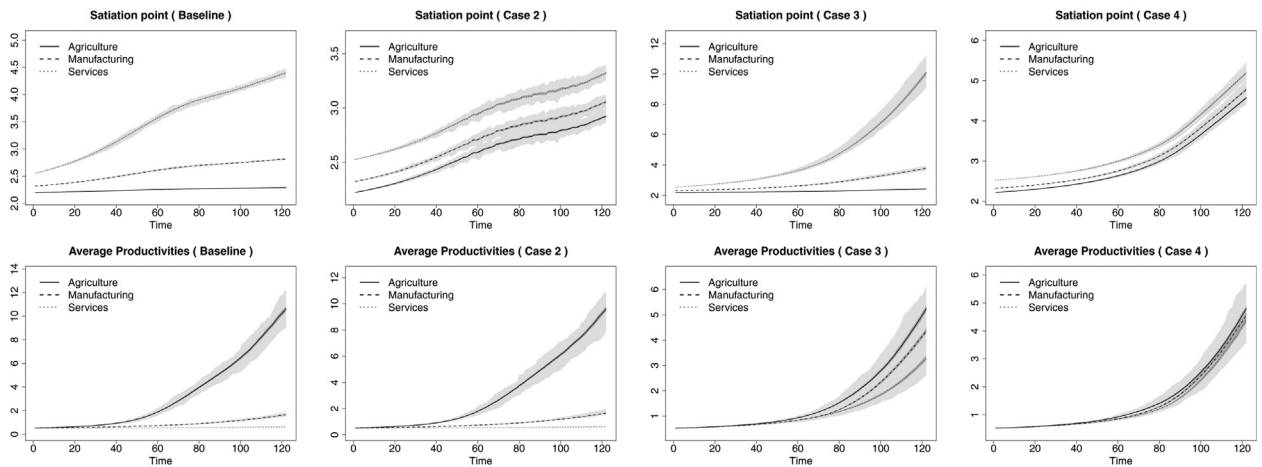 Satiation point ( Baseline )
5.0
4.5
4.0
3.5
3.0
2.5
2.0
Agriculture
Manufacturing
Services
0 20 40 60 80 100 120
Time
Satiation point ( Case 2 )
3.5
3.0
2.5
Agriculture
Manufacturing
Services
0 20 40 60 80 100 120
Time
Satiation point ( Case 3 )
12
10
8
6
4
2
Agriculture
Manufacturing
Services
0 20 40 60 80 100 120
Time
Satiation point ( Case 4 )
6
5
4
3
2
Agriculture
Manufacturing
Services
0 20 40 60 80 100 120
Time
Average Productivities ( Baseline )
14
12
10
8
6
4
2
0
Agriculture
Manufacturing
Services
0 20 40 60 80 100 120
Time
Average Productivities ( Case 2 )
12
10
8
6
4
2
0
Agriculture
Manufacturing
Services
0 20 40 60 80 100 120
Time
Average Productivities ( Case 3 )
6
5
4
3
2
1
Agriculture
Manufacturing
Services
0 20 40 60 80 100 120
Time
Average Productivities ( Case 4 )
6
5
4
3
2
1
Agriculture
Manufacturing
Services
0 20 40 60 80 100 120
Time